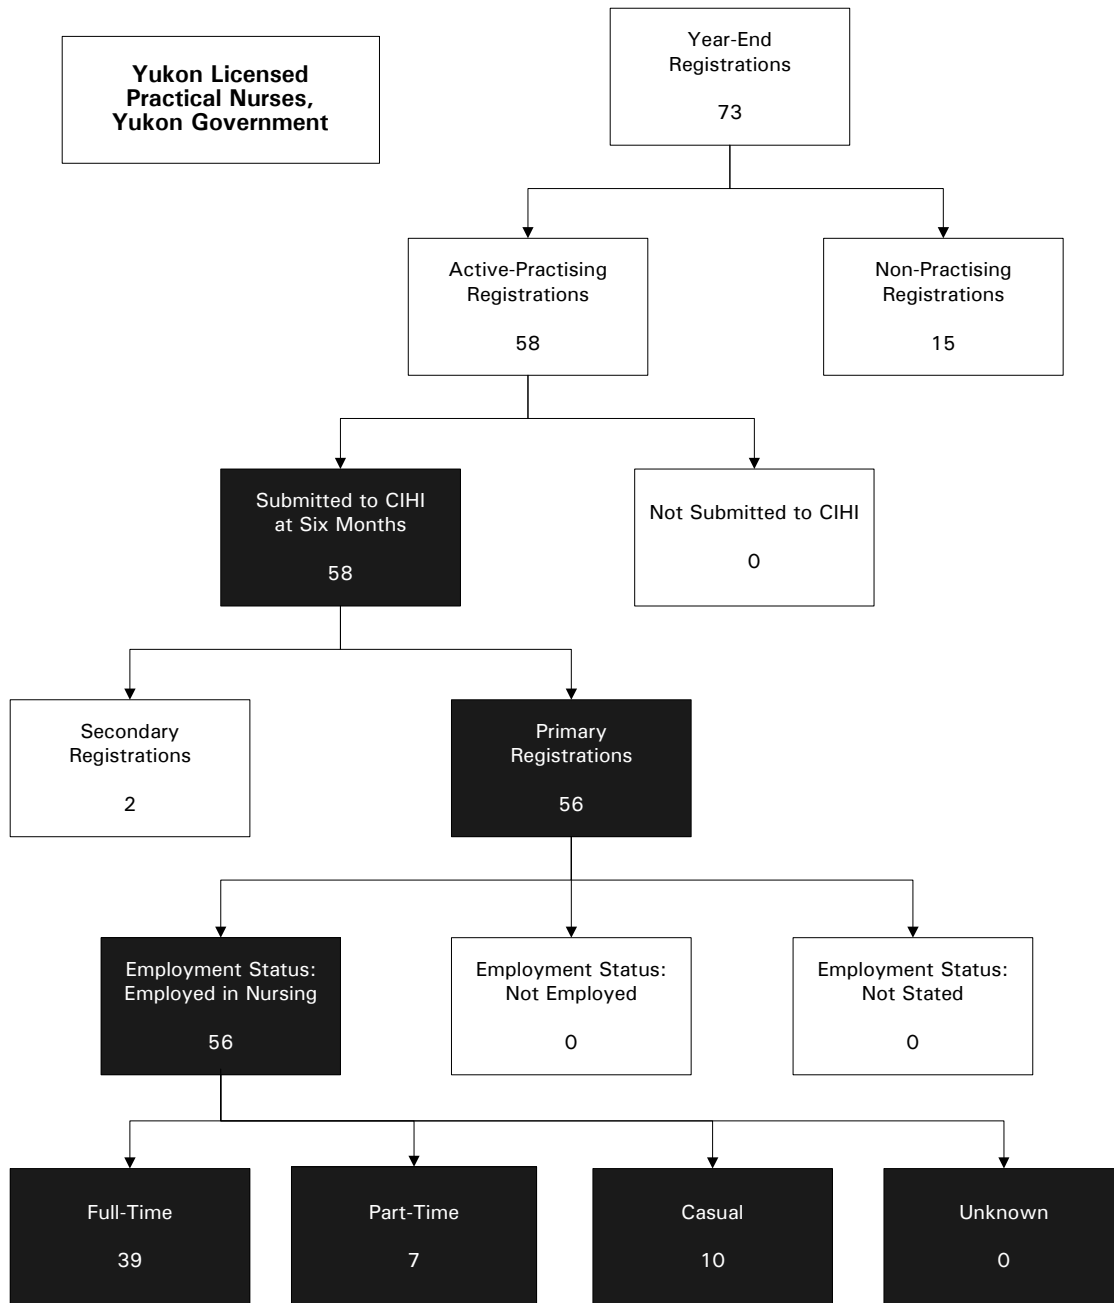 Yukon Licensed
Practical Nurses,
Yukon Government
Year-End
Registrations
73
Active-Practising
Registrations
58
Non-Practising
Registrations
15
Submitted to CIHI
at Six Months
58
Not Submitted to CIHI
0
Secondary
Registrations
2
Primary
Registrations
56
Employment Status:
Employed in Nursing
56
Employment Status:
Not Employed
0
Employment Status:
Not Stated
0
Full-Time
39
Part-Time
7
Casual
10
Unknown
0